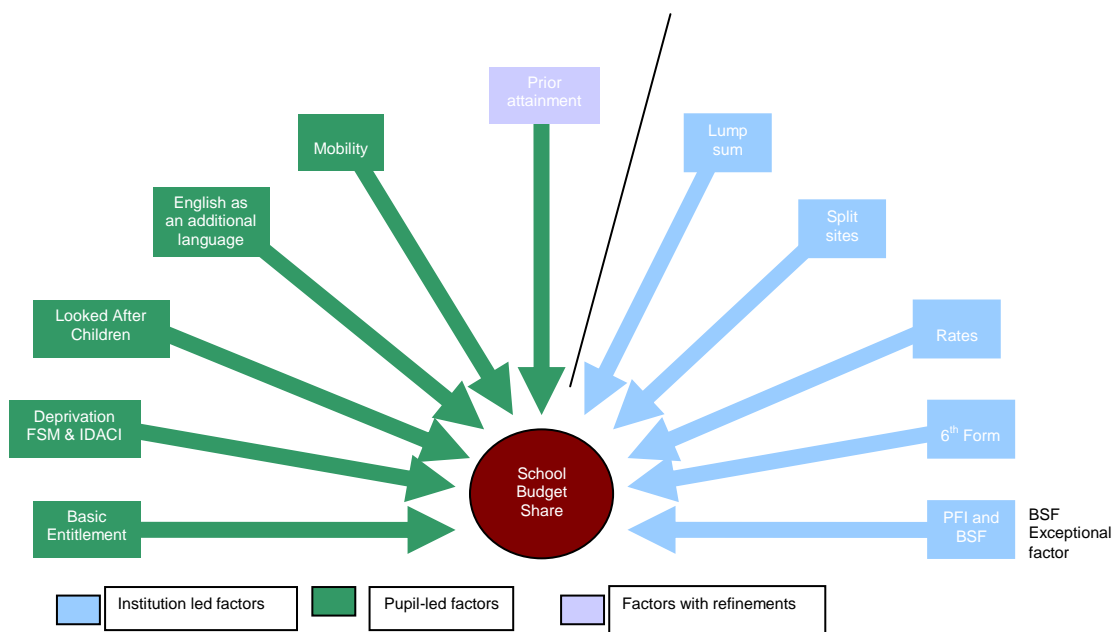 Prior
attainment
Mobility
Lump
sum
English as
an additional
language
Split
sites
Looked After
Children
Rates
Deprivation
FSM & IDACI
6th Form
School
Budget
Share
Basic
Entitlement
PFI and
BSF
BSF
Exceptional
factor
Institution led factors
Pupil-led factors
Factors with refinements